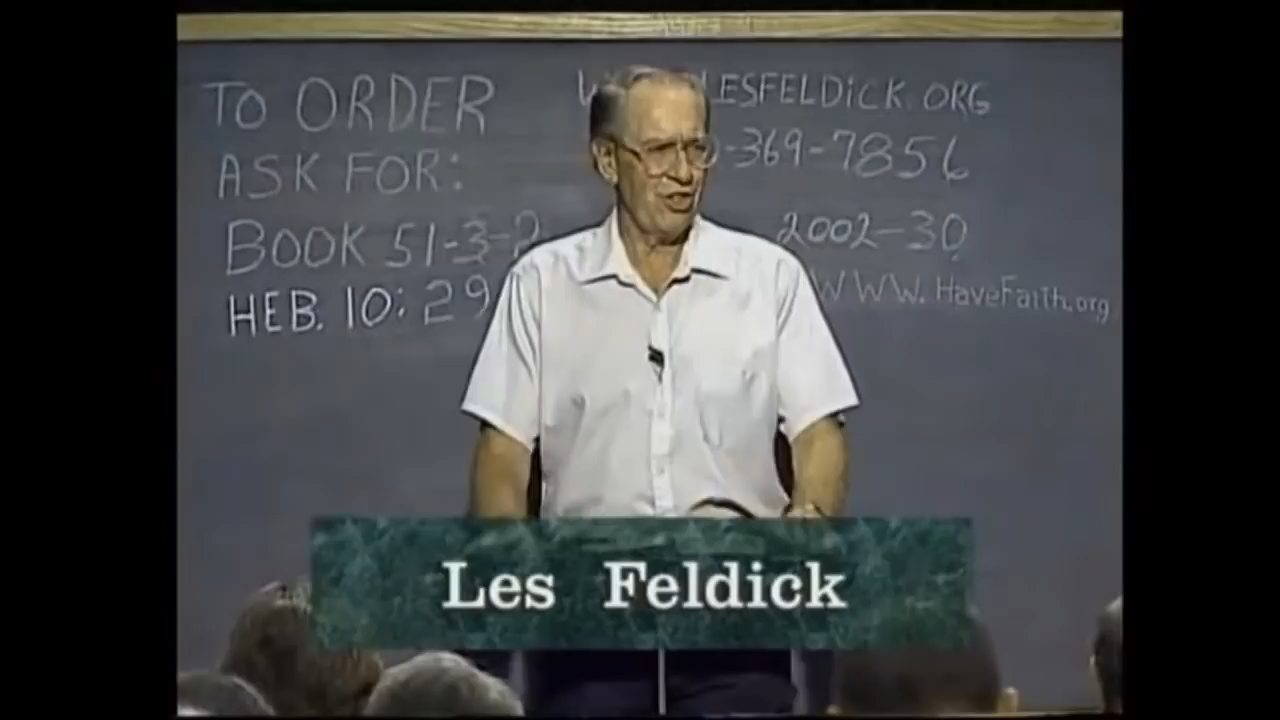 TO ORDER
ASK FOR:
BOOK 51-3-2
HEB. 10:29
LESFELDICK.ORG
-369-7856
2002-30
WWW.HaveFaith.org
Les Feldick